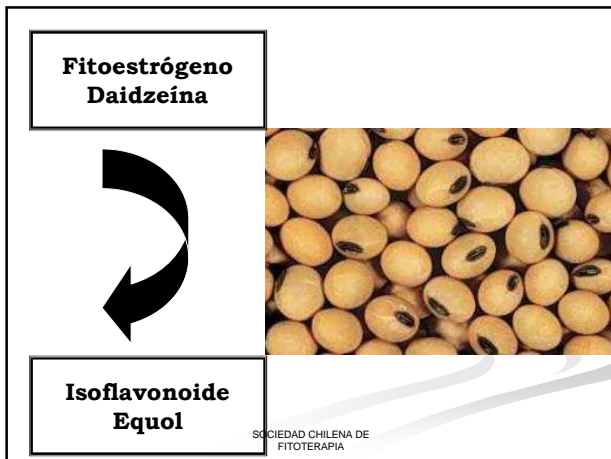 Fitoestrógeno
Daidzeína
Isoflavonoide
Equol
SOCIEDAD CHILENA DE
FITOTERAPIA